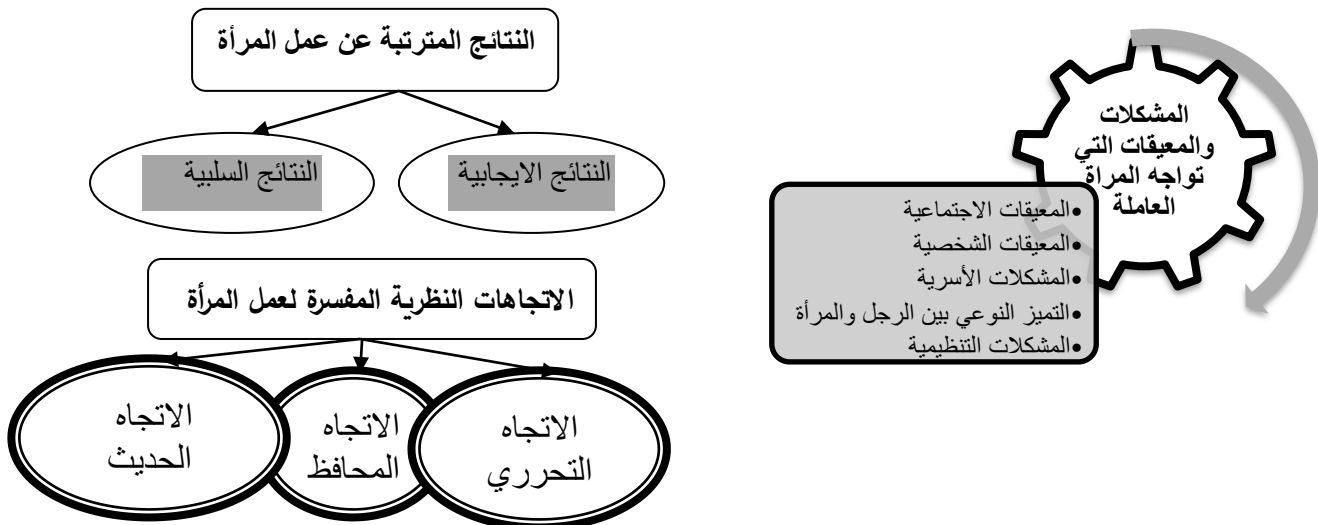 النتائج المترتبة عن عمل المرأة
النتائج الايجابية
النتائج السلبية
المشكلات
والمعيقات التي
تواجه المراة
العاملة
•المعيقات الاجتماعية
•المعيقات الشخصية
•المشكلات الأسرية
•التميز النوعي بين الرجل والمرأة
•المشكلات التنظيمية
الاتجاهات النظرية المفسرة لعمل المرأة
الاتجاه
التحرري
الاتجاه
المحافظ
الاتجاه
الحديث